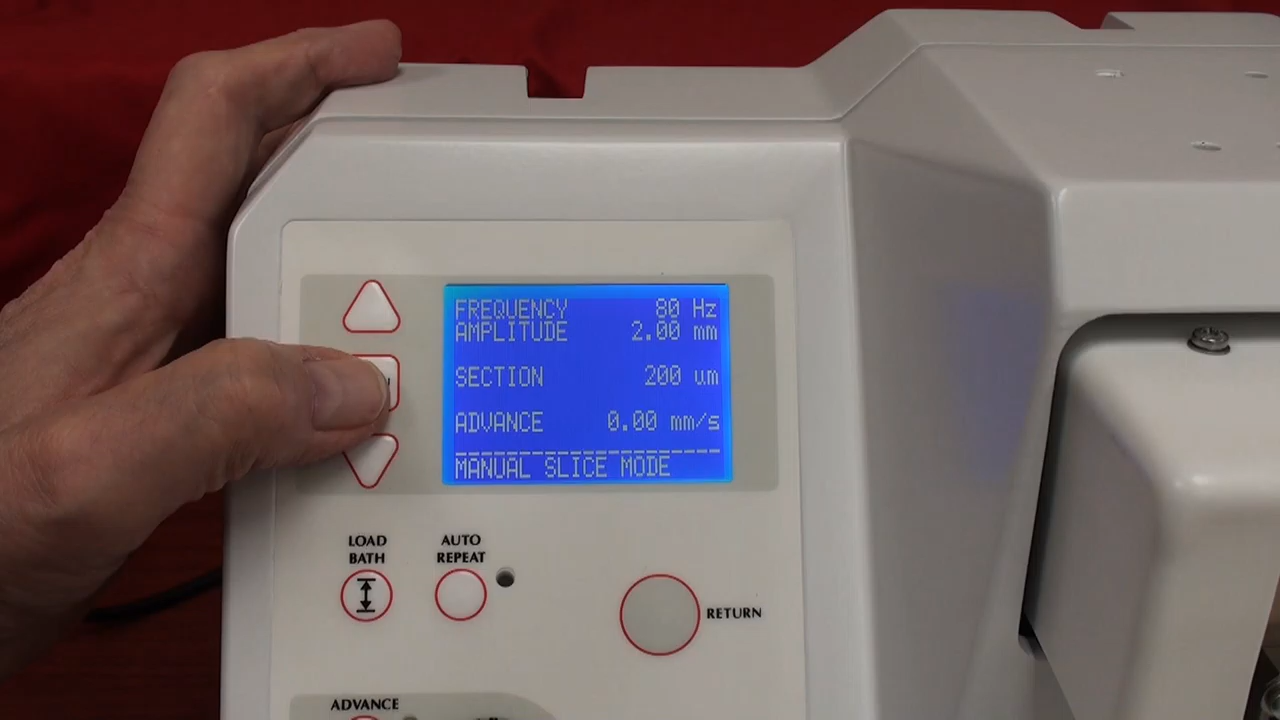 FREQUENCY 80 Hz
AMPLITUDE 2.00 mm
SECTION 200 um
ADVANCE 0.00 mm/s
MANUAL SLICE MODE
LOAD BATH
AUTO REPEAT
RETURN
ADVANCE